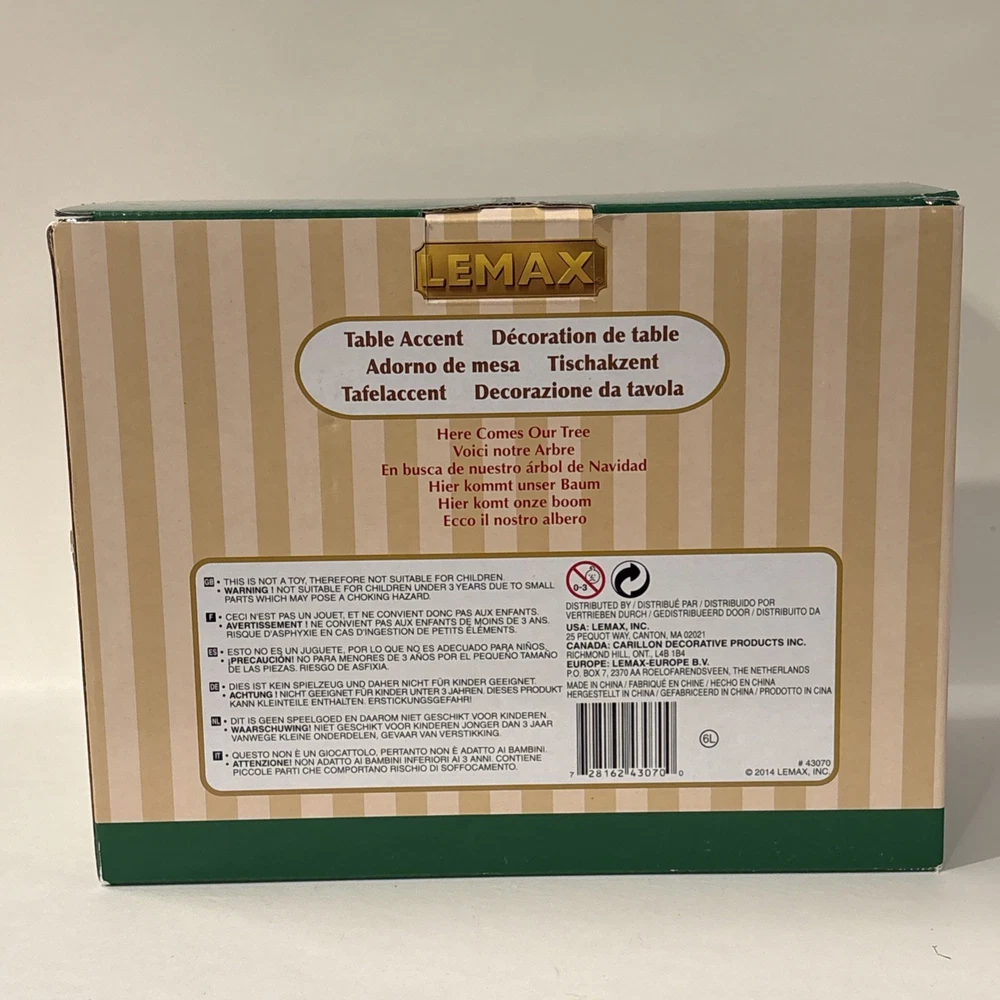 LEMAX
Table Accent Décoration de table
Adorno de mesa Tischakzent
Tafelaccent Decorazione da tavola
Here Comes Our Tree
Voici notre Arbre
En busca de nuestro árbol de Navidad
Hier kommt unser Baum
Hier komt onze boom
Ecco il nostro albero
GB • THIS IS NOT A TOY, THEREFORE NOT SUITABLE FOR CHILDREN.
• WARNING ! NOT SUITABLE FOR CHILDREN UNDER 3 YEARS DUE TO SMALL
PARTS WHICH MAY POSE A CHOKING HAZARD.
F • CECI N'EST PAS UN JOUET, ET NE CONVIENT DONC PAS AUX ENFANTS.
• AVERTISSEMENT ! NE CONVIENT PAS AUX ENFANTS DE MOINS DE 3 ANS.
RISQUE D'ASPHYXIE EN CAS D'INGESTION DE PETITS ÉLÉMENTS.
ES • ESTO NO ES UN JUGUETE, POR LO QUE NO ES ADECUADO PARA NIÑOS.
• ¡PRECAUCIÓN! NO PARA MENORES DE 3 AÑOS POR EL PEQUEÑO TAMAÑO
DE LAS PIEZAS. RIESGO DE ASFIXIA.
DE • DIES IST KEIN SPIELZEUG UND DAHER NICHT FÜR KINDER GEEIGNET.
• ACHTUNG ! NICHT GEEIGNET FÜR KINDER UNTER 3 JAHREN. DIESES PRODUKT
KANN KLEINTEILE ENTHALTEN. ERSTICKUNGSGEFAHR!
NL • DIT IS GEEN SPEELGOED EN DAAROM NIET GESCHIKT VOOR KINDEREN.
• WAARSCHUWING! NIET GESCHIKT VOOR KINDEREN JONGER DAN 3 JAAR
VANWEGE KLEINE ONDERDELEN, GEVAAR VAN VERSTIKKING.
IT • QUESTO NON È UN GIOCATTOLO, PERTANTO NON È ADATTO AI BAMBINI.
• ATTENZIONE! NON ADATTO AI BAMBINI INFERIORI AI 3 ANNI. CONTIENE
PICCOLE PARTI CHE COMPORTANO RISCHIO DI SOFFOCAMENTO.
0-3
DISTRIBUTED BY / DISTRIBUÉ PAR / DISTRIBUIDO POR
VERTRIEBEN DURCH / GEDISTRIBUEERD DOOR / DISTRIBUITO DA
USA: LEMAX, INC.
25 PEQUOT WAY, CANTON, MA 02021
CANADA: CARILLON DECORATIVE PRODUCTS INC.
RICHMOND HILL, ONT., L4B 1B4
EUROPE: LEMAX-EUROPE B.V.
P.O. BOX 7, 2370 AA ROELOFARENDSVEEN, THE NETHERLANDS
MADE IN CHINA / FABRIQUÉ EN CHINE / HECHO EN CHINA
HERGESTELLT IN CHINA / GEFABRICEERD IN CHINA / PRODOTTO IN CINA
7 28162 43070 0
6L
# 43070
© 2014 LEMAX, INC.